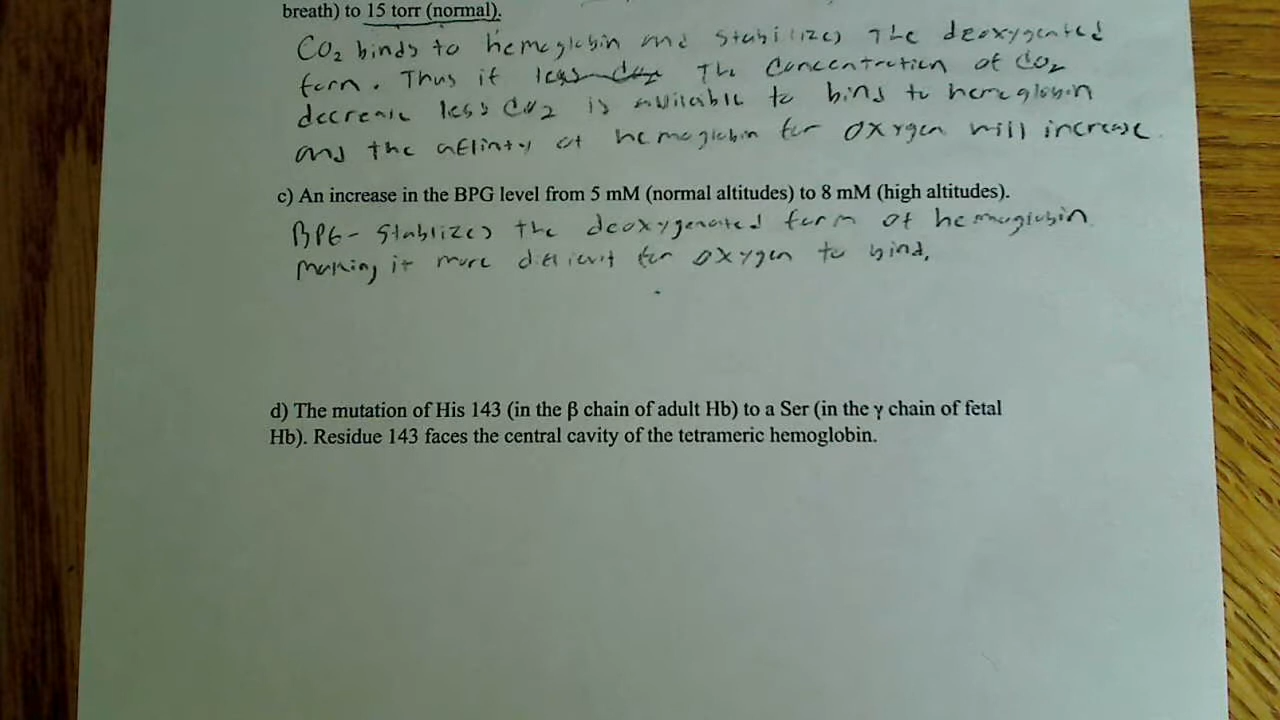 breath) to 15 torr (normal).
CO2 binds to hemoglobin and stabilizes the deoxygenated
form. Thus if less The concentration of CO2
decrease less CO2 is available to bind to hemoglobin
and the affinty of hemoglobin for oxygen will increase.
c) An increase in the BPG level from 5 mM (normal altitudes) to 8 mM (high altitudes).
BPG - Stablizes the deoxygenated form of hemoglobin
making it more difficult for oxygen to bind.
d) The mutation of His 143 (in the β chain of adult Hb) to a Ser (in the γ chain of fetal
Hb). Residue 143 faces the central cavity of the tetrameric hemoglobin.